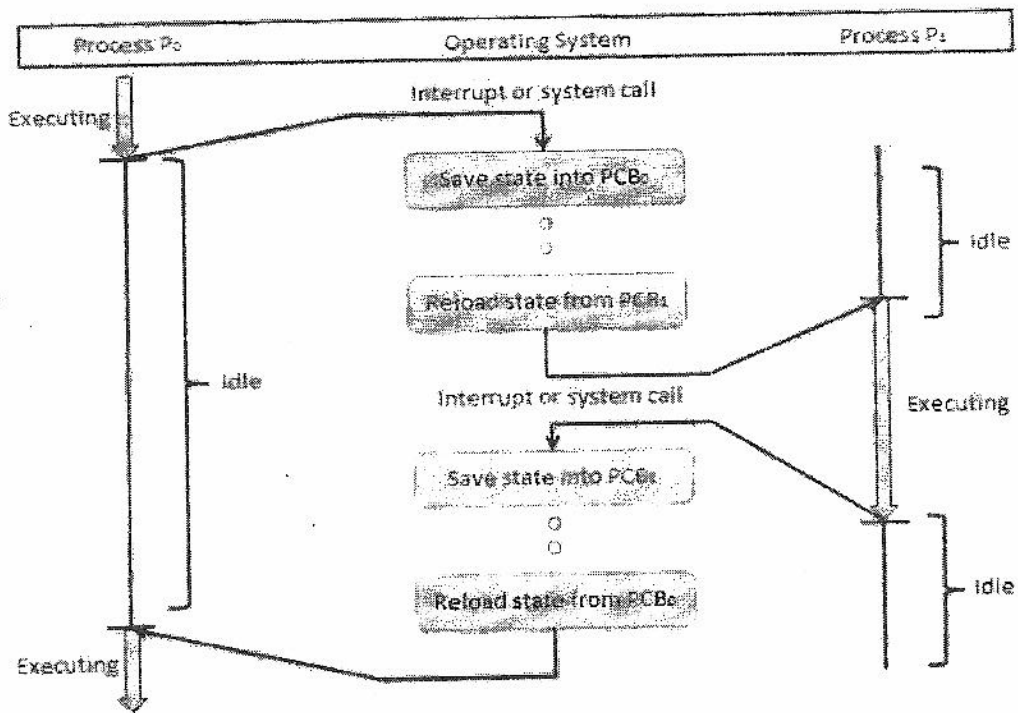 Process P₀ Operating System Process P₁
Interrupt or system call
Executing
Save state into PCB₀
Idle
Reload state from PCB₁
Idle
Interrupt or system call
Executing
Save state into PCB₁
Idle
Reload state from PCB₀
Executing